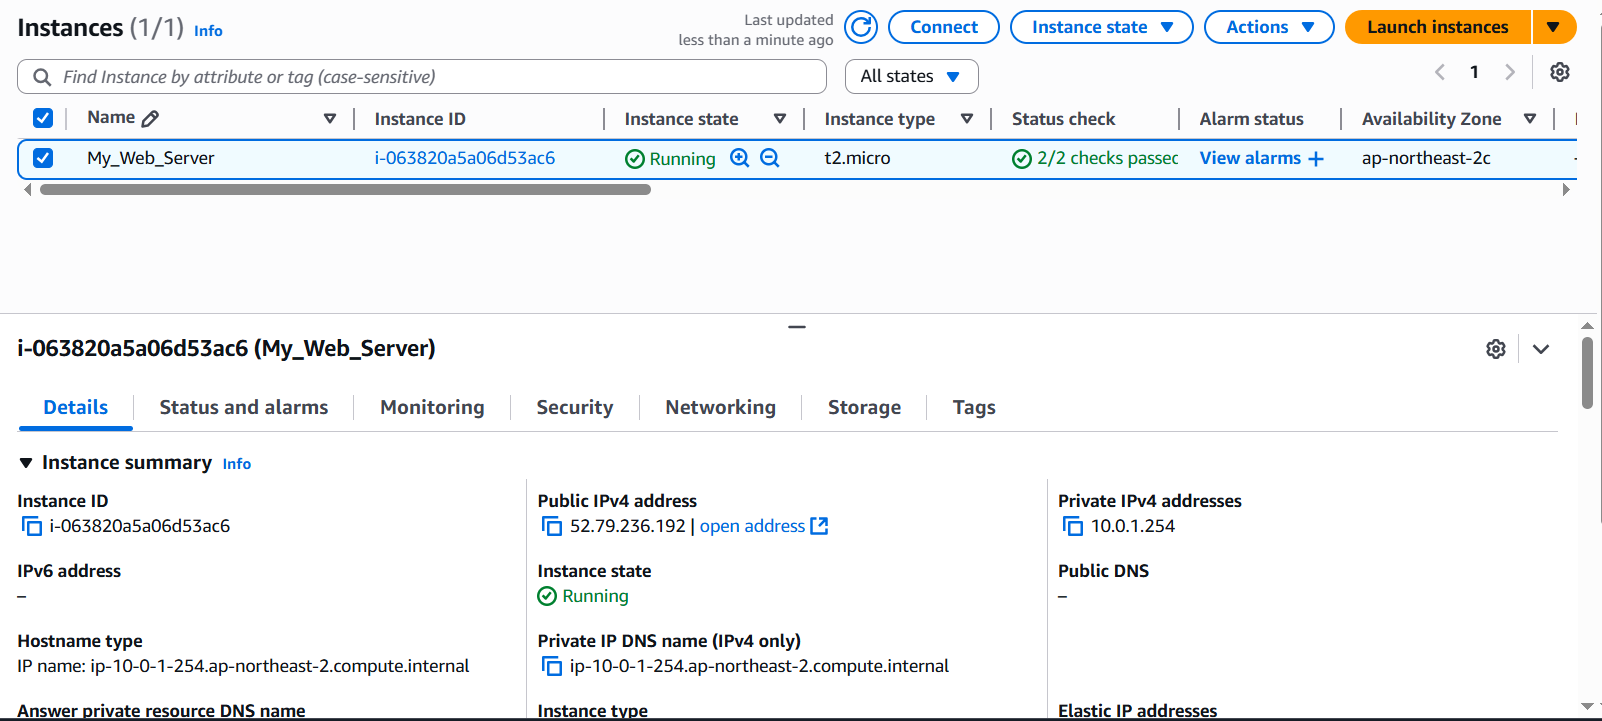 Instances (1/1) Info
Last updated
less than a minute ago
Connect
Instance state
Actions
Launch instances
Find Instance by attribute or tag (case-sensitive)
All states
1
Name Instance ID Instance state Instance type Status check Alarm status Availability Zone
My_Web_Server i-063820a5a06d53ac6 Running t2.micro 2/2 checks passed View alarms + ap-northeast-2c
i-063820a5a06d53ac6 (My_Web_Server)
Details Status and alarms Monitoring Security Networking Storage Tags
Instance summary Info
Instance ID
i-063820a5a06d53ac6
Public IPv4 address
52.79.236.192 | open address
Private IPv4 addresses
10.0.1.254
IPv6 address
–
Instance state
Running
Public DNS
–
Hostname type
IP name: ip-10-0-1-254.ap-northeast-2.compute.internal
Private IP DNS name (IPv4 only)
ip-10-0-1-254.ap-northeast-2.compute.internal
Answer private resource DNS name
Instance type
Elastic IP addresses